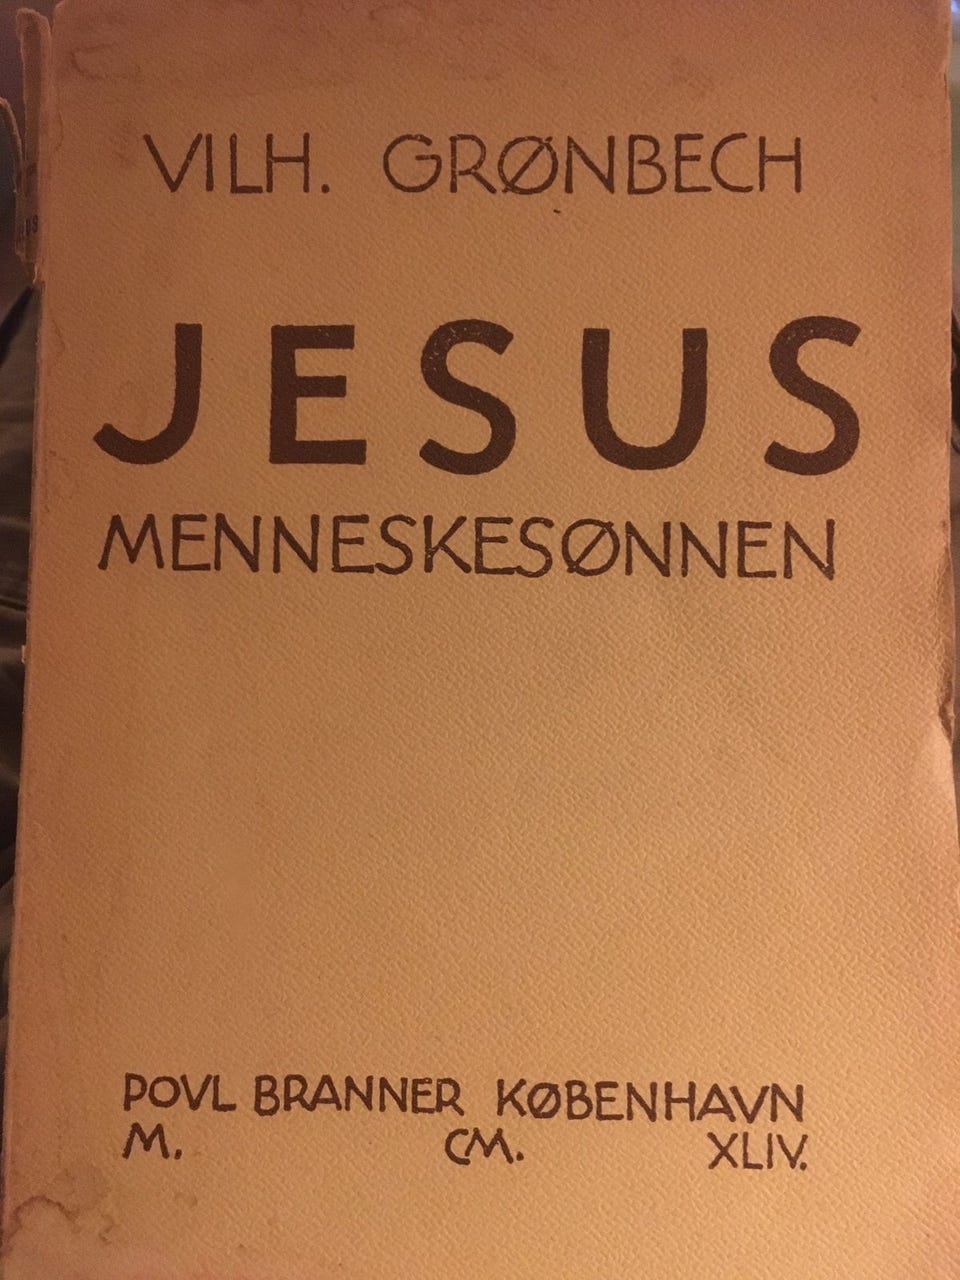 VILH. GRØNBECH
JESUS
MENNESKESØNNEN
POVL BRANNER KØBENHAVN
M. CM. XLIV.